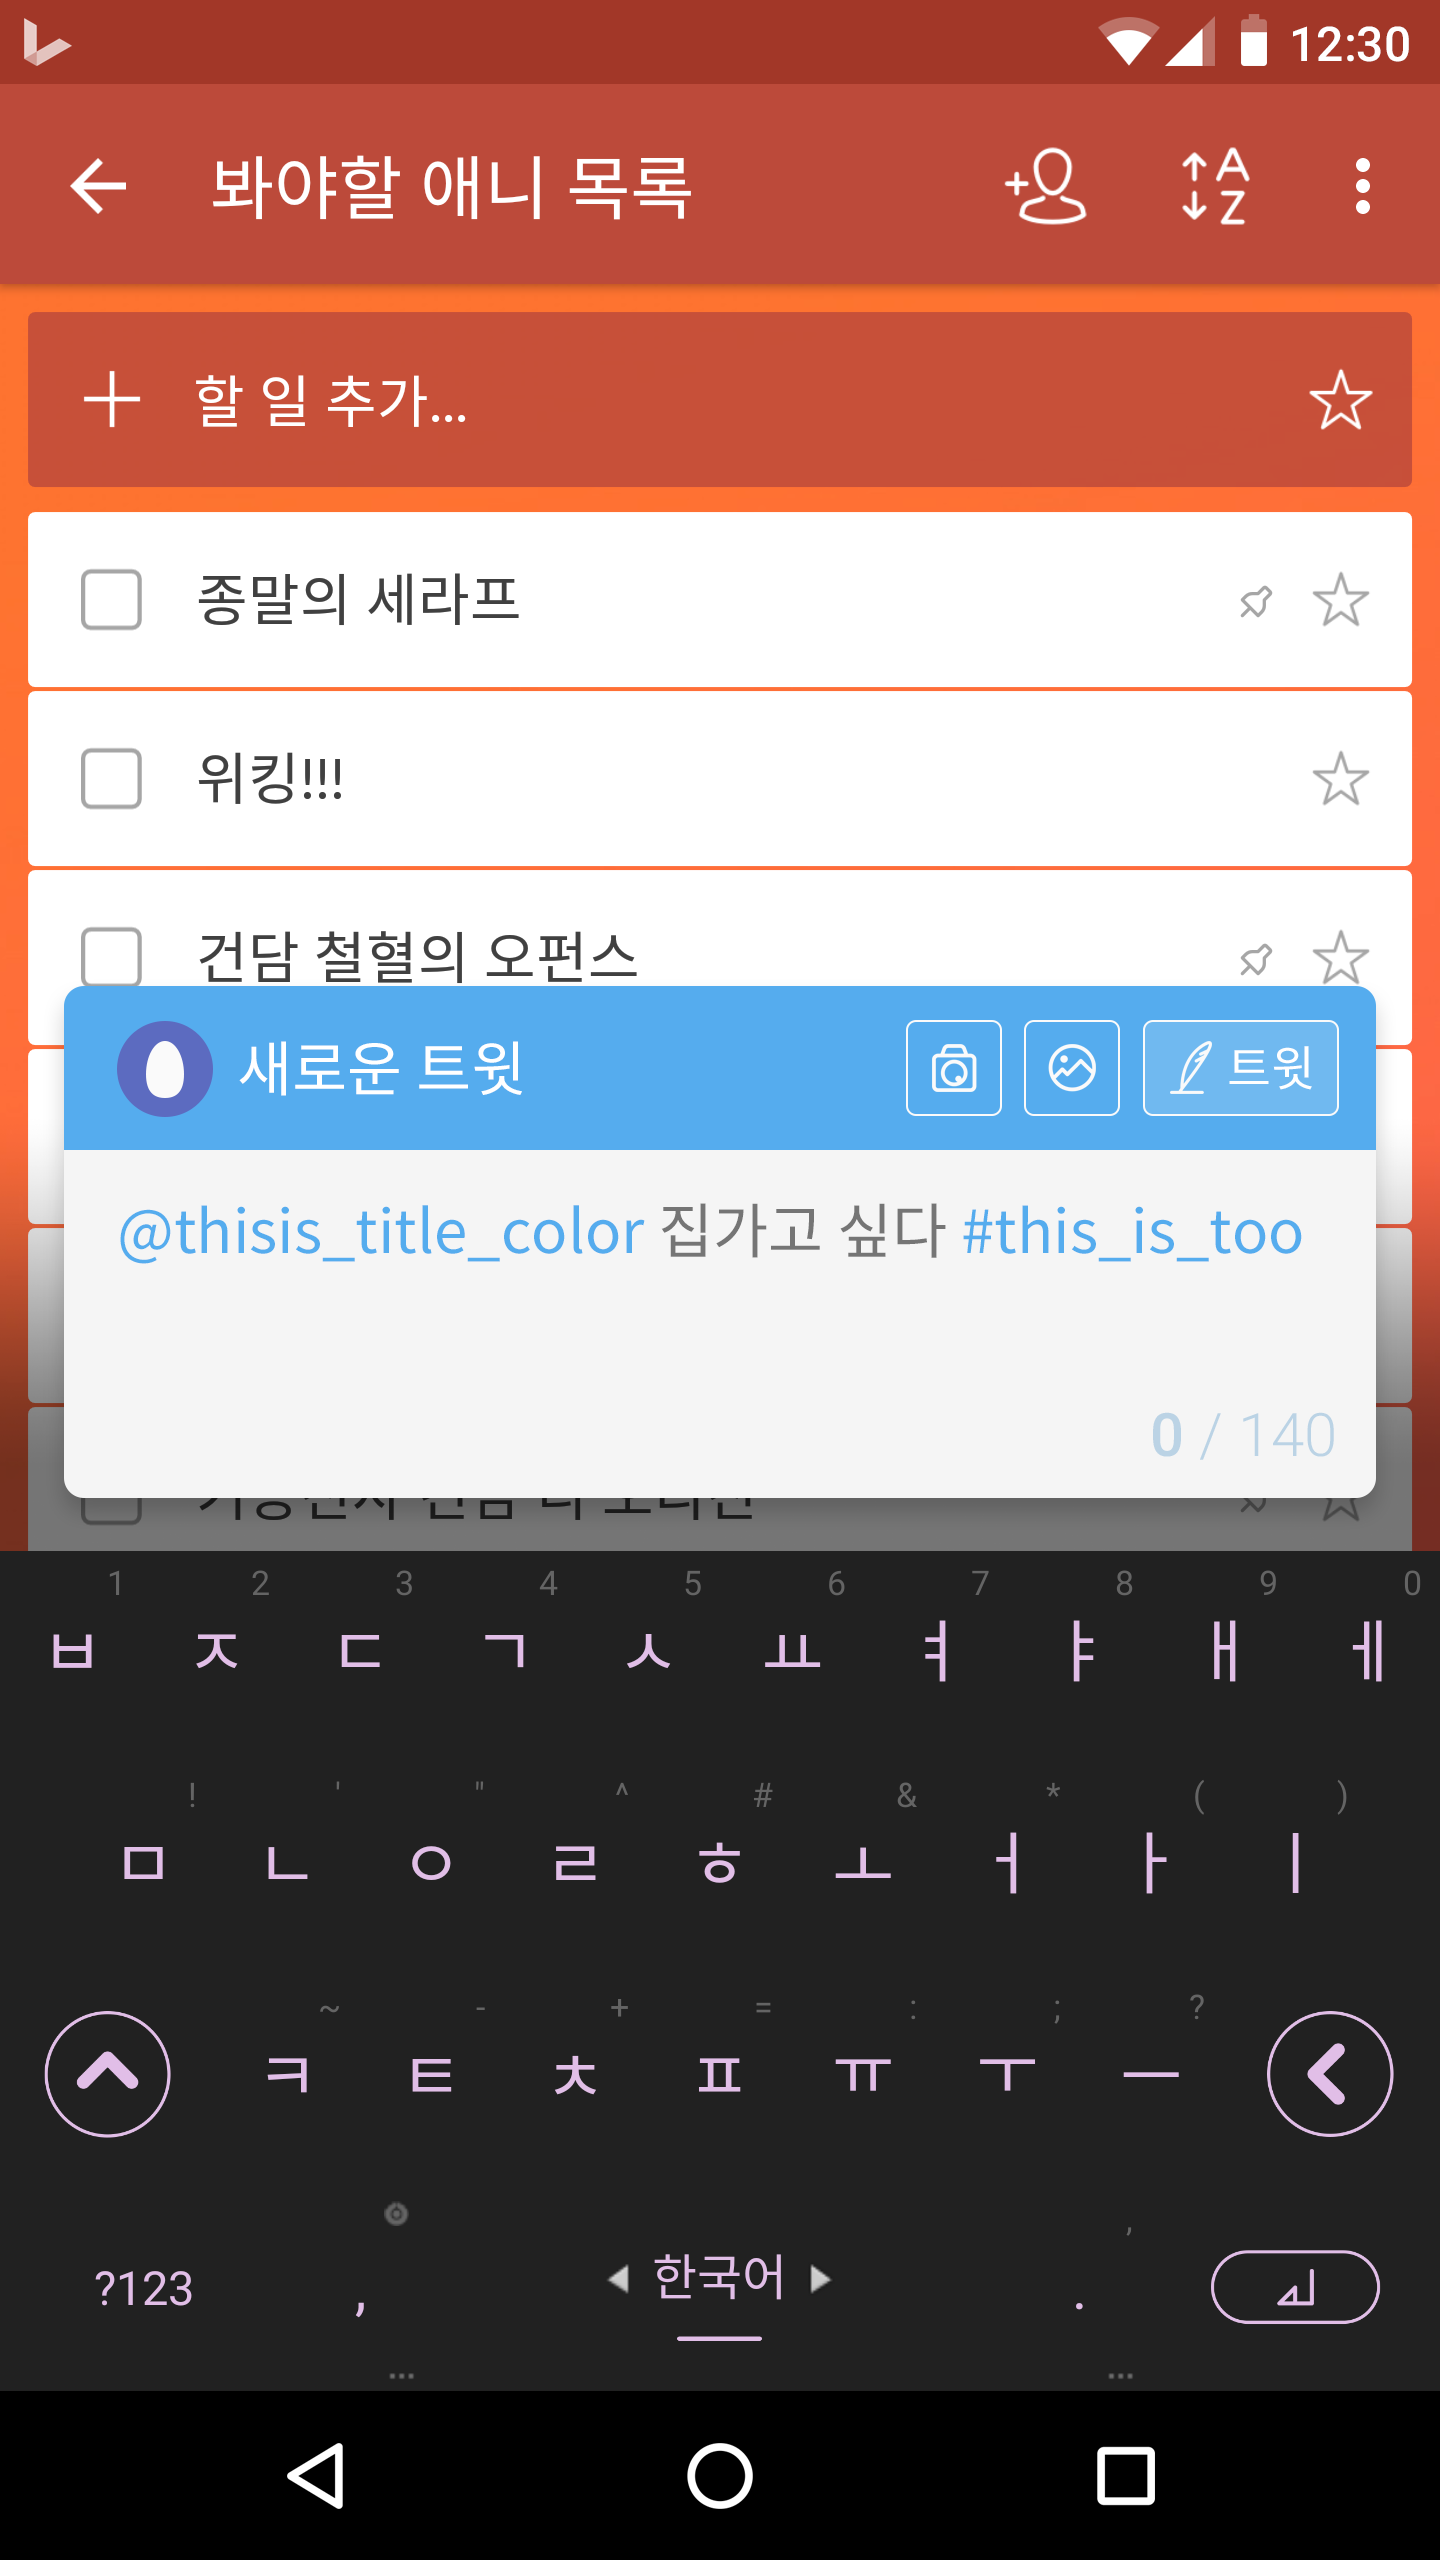 12:30
봐야할 애니 목록
할 일 추가...
종말의 세라프
위킹!!!
건담 철혈의 오펀스
새로운 트윗
트윗
@thisis_title_color 집가고 싶다 #this_is_too
0 / 140
1 2 3 4 5 6 7 8 9 0
ㅂ ㅈ ㄷ ㄱ ㅅ ㅛ ㅕ ㅑ ㅐ ㅔ
! ' " ^ # & * ( )
ㅁ ㄴ ㅇ ㄹ ㅎ ㅗ ㅓ ㅏ ㅣ
~ - + = : ; ?
ㅋ ㅌ ㅊ ㅍ ㅠ ㅜ ㅡ
,
?123 , 한국어 .
... ...